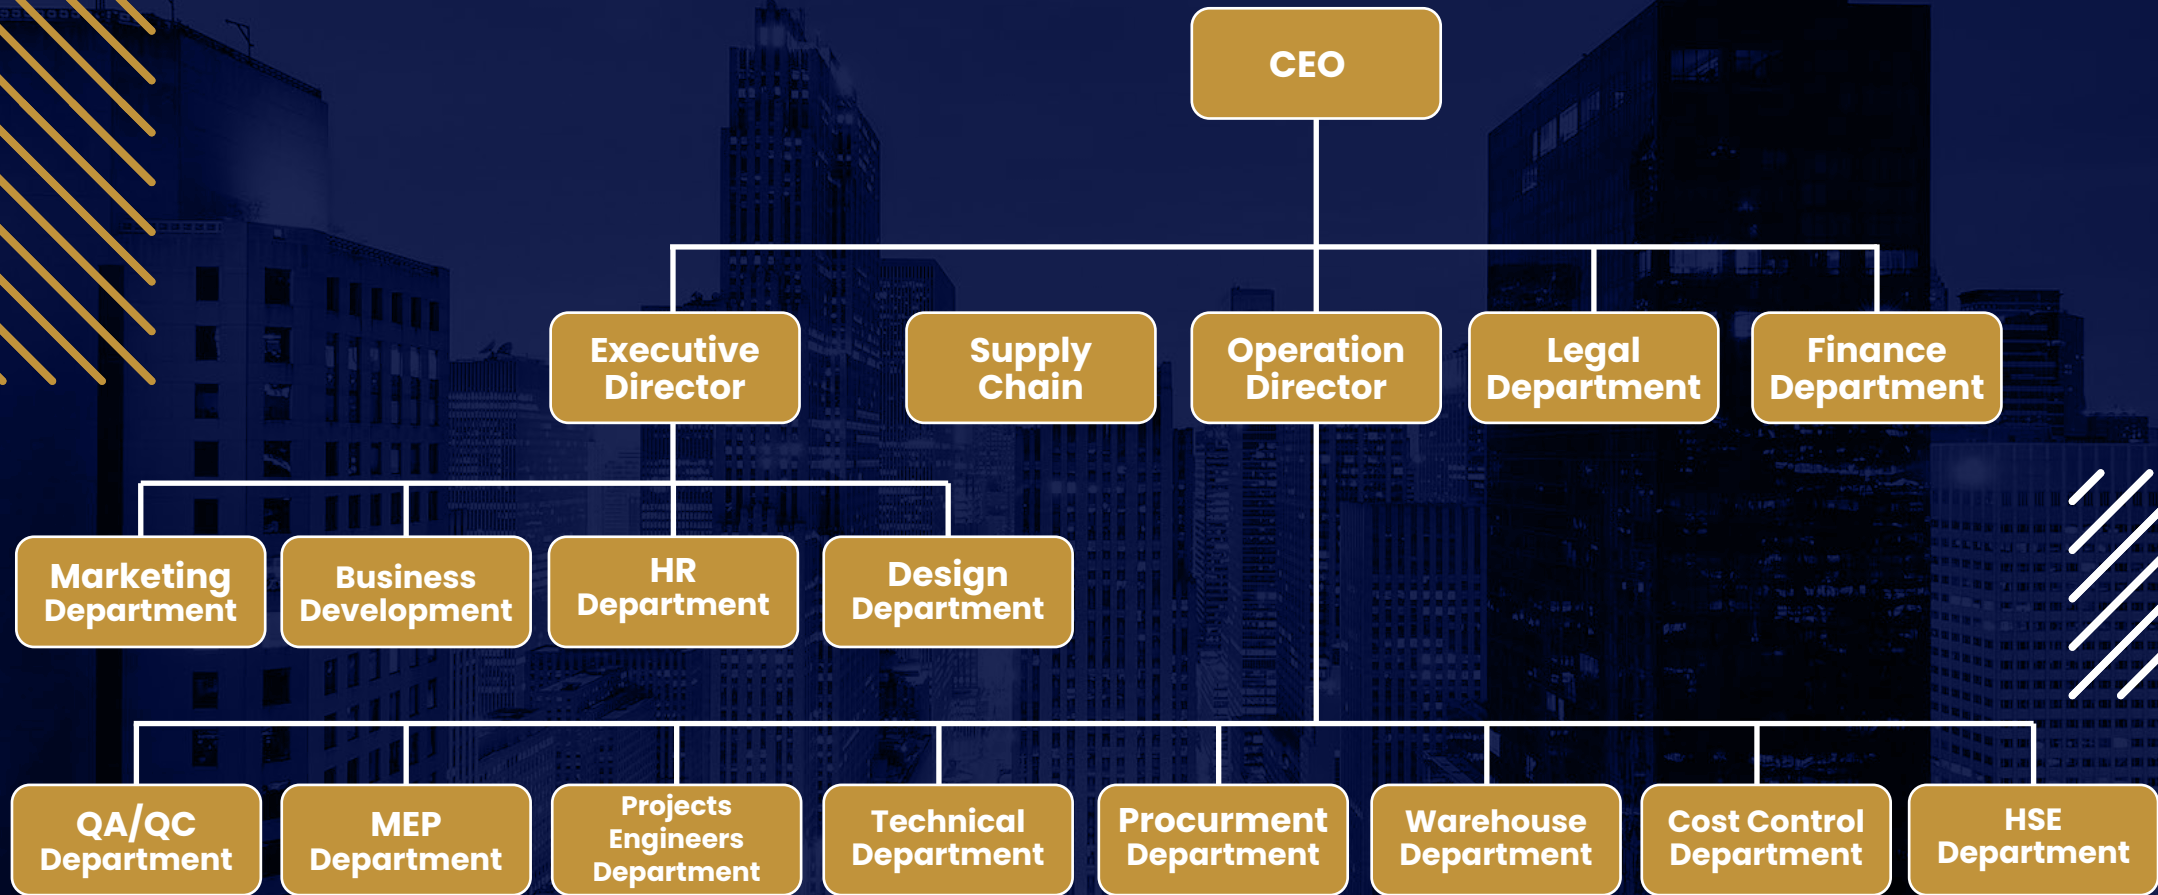 CEO
Executive
Director
Supply
Chain
Operation
Director
Legal
Department
Finance
Department
Marketing
Department
Business
Development
HR
Department
Design
Department
QA/QC
Department
MEP
Department
Projects
Engineers
Department
Technical
Department
Procurment
Department
Warehouse
Department
Cost Control
Department
HSE
Department